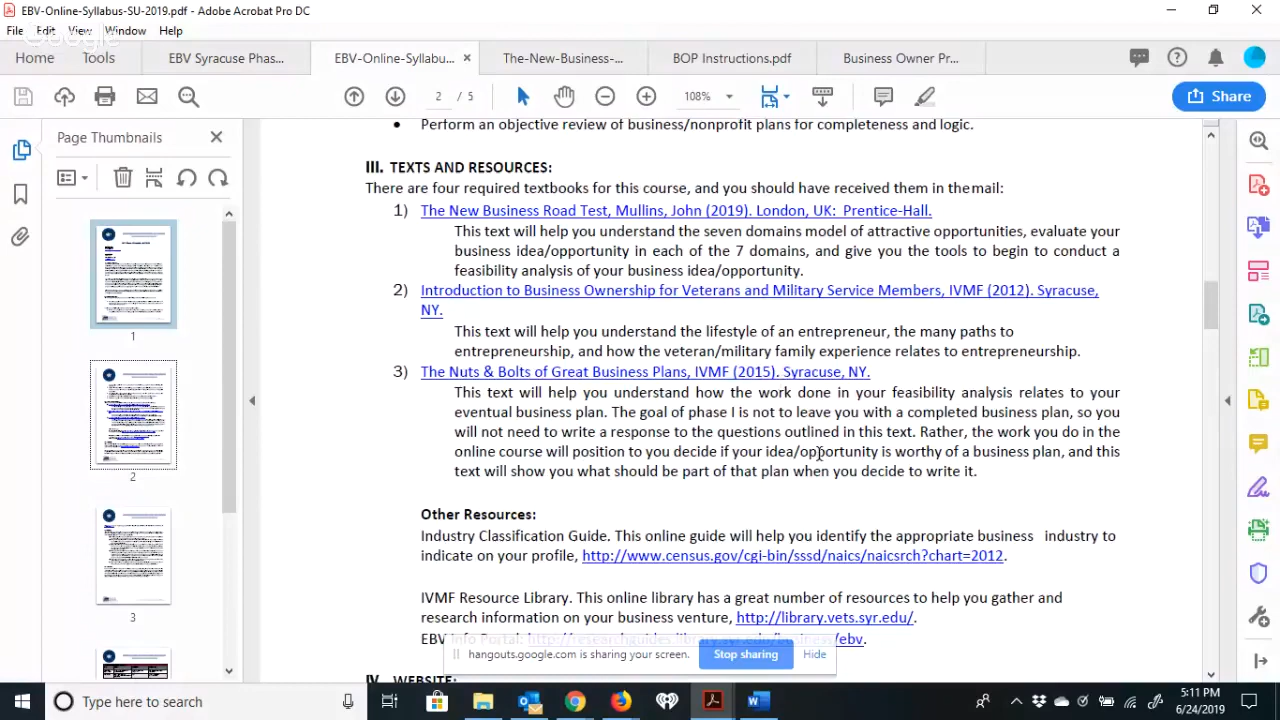 EBV-Online-Syllabus-SU-2019.pdf - Adobe Acrobat Pro DC
File Edit View Window Help
Google
Home Tools EBV Syracuse Phas... EBV-Online-Syllabu... The-New-Business-... BOP Instructions.pdf Business Owner Pr...
2 / 5 108% Share
Page Thumbnails
1
2
3
• Perform an objective review of business/nonprofit plans for completeness and logic.
III. TEXTS AND RESOURCES:
There are four required textbooks for this course, and you should have received them in the mail:
1) The New Business Road Test, Mullins, John (2019). London, UK: Prentice-Hall.
This text will help you understand the seven domains model of attractive opportunities, evaluate your
business idea/opportunity in each of the 7 domains, and give you the tools to begin to conduct a
feasibility analysis of your business idea/opportunity.
2) Introduction to Business Ownership for Veterans and Military Service Members, IVMF (2012). Syracuse,
NY.
This text will help you understand the lifestyle of an entrepreneur, the many paths to
entrepreneurship, and how the veteran/military family experience relates to entrepreneurship.
3) The Nuts & Bolts of Great Business Plans, IVMF (2015). Syracuse, NY.
This text will help you understand how the work done in your feasibility analysis relates to your
eventual business plan. The goal of phase I is not to leave you with a completed business plan, so you
will not need to write a response to the questions outlined in this text. Rather, the work you do in the
online course will position to you decide if your idea/opportunity is worthy of a business plan, and this
text will show you what should be part of that plan when you decide to write it.
Other Resources:
Industry Classification Guide. This online guide will help you identify the appropriate business industry to
indicate on your profile, http://www.census.gov/cgi-bin/sssd/naics/naicsrch?chart=2012.
IVMF Resource Library. This online library has a great number of resources to help you gather and
research information on your business venture, http://library.vets.syr.edu/.
EBV Info Portal: http://researchguides.library.syr.edu/business/ebv.
hangouts.google.com is sharing your screen. Stop sharing Hide
IV. WEBSITE:
Type here to search
5:11 PM
6/24/2019